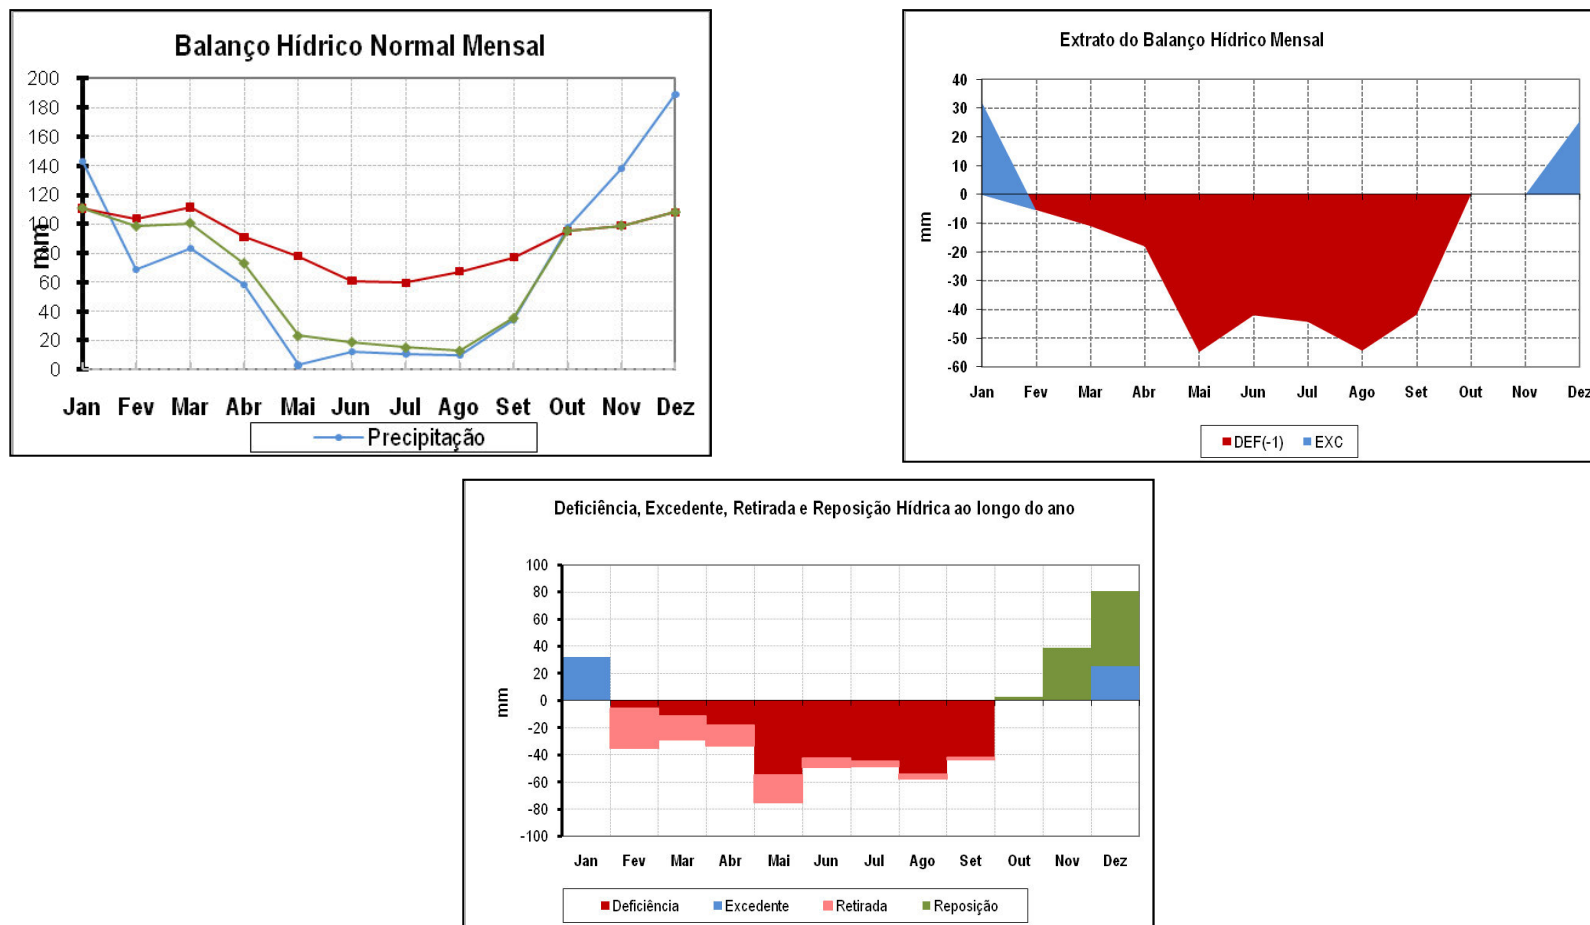 Balanço Hídrico Normal Mensal
200
180
160
140
120
100
80
60
40
20
0
mm
Jan Fev Mar Abr Mai Jun Jul Ago Set Out Nov Dez
Precipitação
Extrato do Balanço Hídrico Mensal
40
30
20
10
0
-10
-20
-30
-40
-50
-60
mm
Jan Fev Mar Abr Mai Jun Jul Ago Set Out Nov Dez
DEF(-1) EXC
Deficiência, Excedente, Retirada e Reposição Hídrica ao longo do ano
100
80
60
40
20
0
-20
-40
-60
-80
-100
mm
Jan Fev Mar Abr Mai Jun Jul Ago Set Out Nov Dez
Deficiência Excedente Retirada Reposição